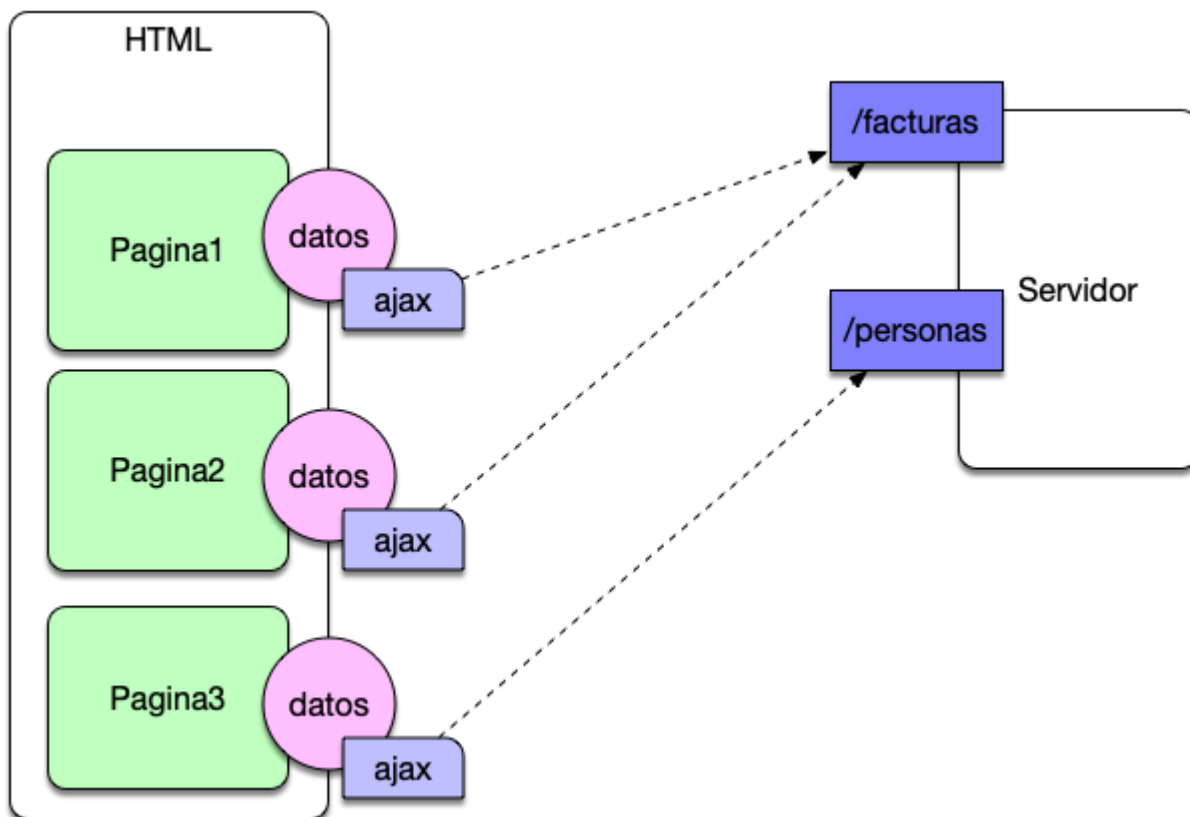 HTML
/facturas
Pagina1
datos
ajax
Servidor
/personas
Pagina2
datos
ajax
Pagina3
datos
ajax